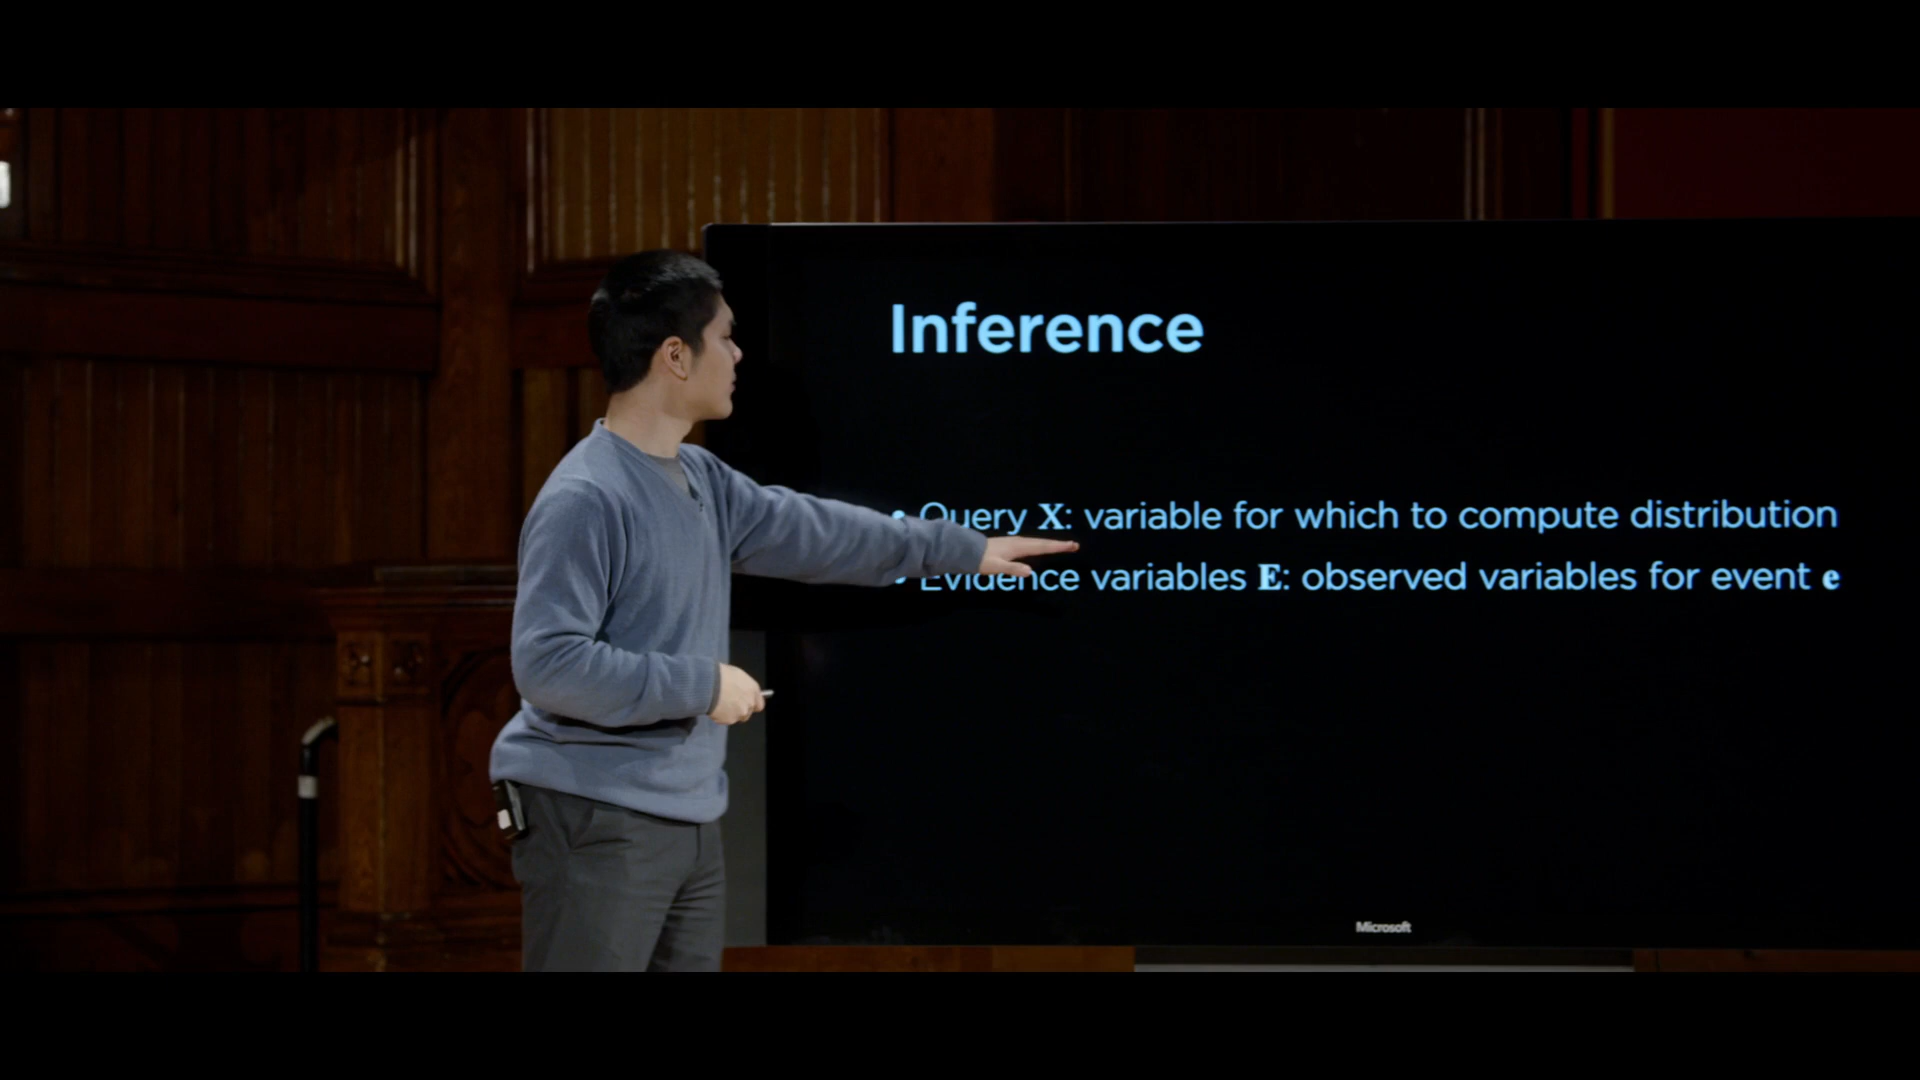 Inference
• Query X: variable for which to compute distribution
• Evidence variables E: observed variables for event e
Microsoft